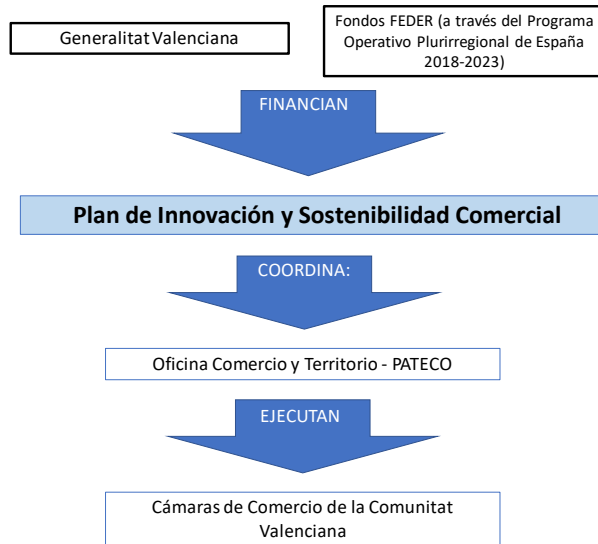 Generalitat Valenciana
Fondos FEDER (a través del Programa
Operativo Plurirregional de España
2018-2023)
FINANCIAN
Plan de Innovación y Sostenibilidad Comercial
COORDINA:
Oficina Comercio y Territorio - PATECO
EJECUTAN
Cámaras de Comercio de la Comunitat
Valenciana